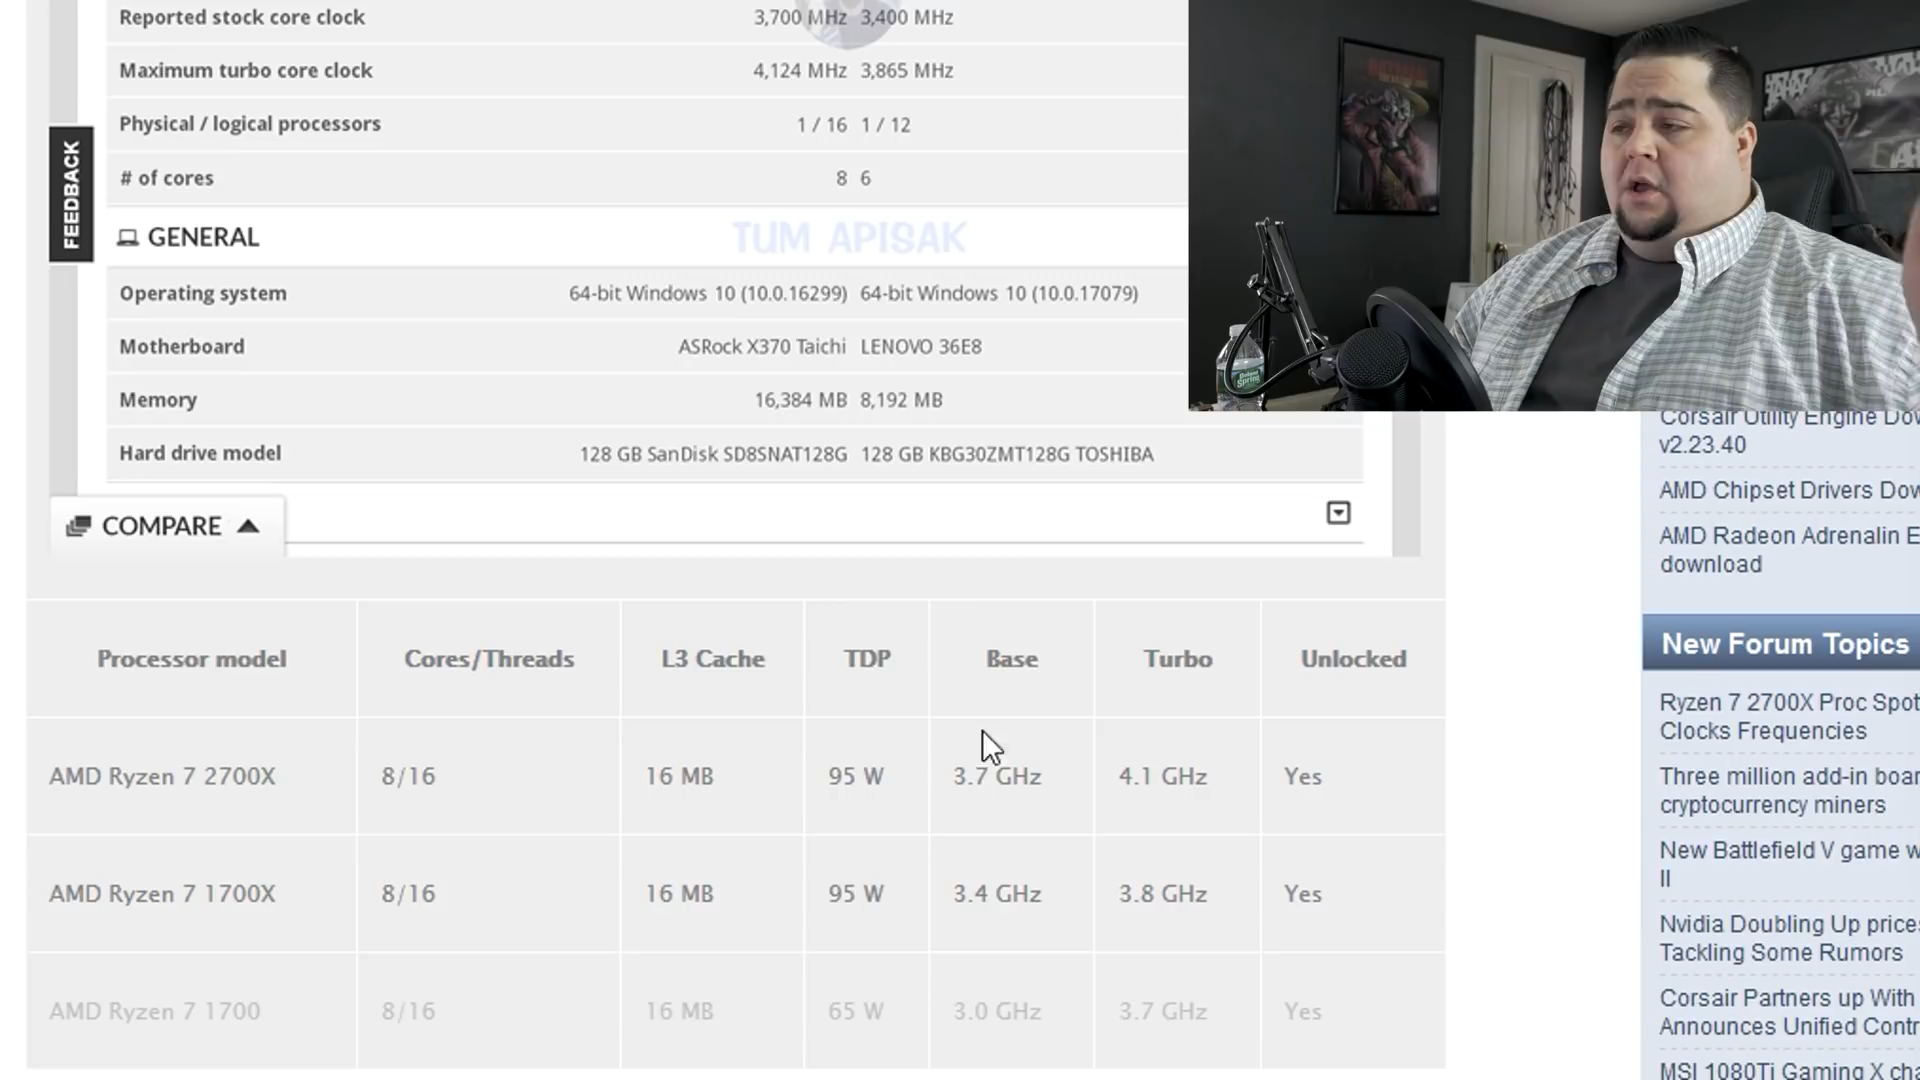 Reported stock core clock 3,700 MHz 3,400 MHz
Maximum turbo core clock 4,124 MHz 3,865 MHz
Physical / logical processors 1 / 16 1 / 12
# of cores 8 6
FEEDBACK
GENERAL
TUM APISAK
Operating system 64-bit Windows 10 (10.0.16299) 64-bit Windows 10 (10.0.17079)
Motherboard ASRock X370 Taichi LENOVO 36E8
Memory 16,384 MB 8,192 MB
Hard drive model 128 GB SanDisk SD8SNAT128G 128 GB KBG30ZMT128G TOSHIBA
COMPARE
Processor model Cores/Threads L3 Cache TDP Base Turbo Unlocked
AMD Ryzen 7 2700X 8/16 16 MB 95 W 3.7 GHz 4.1 GHz Yes
AMD Ryzen 7 1700X 8/16 16 MB 95 W 3.4 GHz 3.8 GHz Yes
AMD Ryzen 7 1700 8/16 16 MB 65 W 3.0 GHz 3.7 GHz Yes
Corsair Utility Engine
v2.23.40
AMD Chipset Drivers
AMD Radeon Adrenalin
download
New Forum Topics
Ryzen 7 2700X Proc
Clocks Frequencies
Three million add-in
cryptocurrency miners
New Battlefield V game
II
Nvidia Doubling Up
Tackling Some Rumors
Corsair Partners up With
Announces Unified
MSI 1080Ti Gaming X